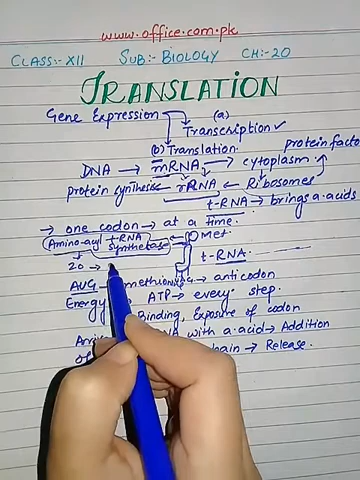 www.office.com.pk
CLASS:-XII SUB:-BIOLOGY CH:-20
TRANSLATION
Gene Expression → (a)
Transcription ✓
(b) Translation. protein factor
DNA → mRNA → cytoplasm
protein synthesis ← rRNA ← Ribosomes
t-RNA → brings a.acids
→ one codon → at a time.
Amino-acyl t-RNA synthetase Met
20 → t-RNA
AUG methion → anticodon
Energy ATP → every step.
Binding, Exposure of codon
with a.acid → Addition
chain → Release.